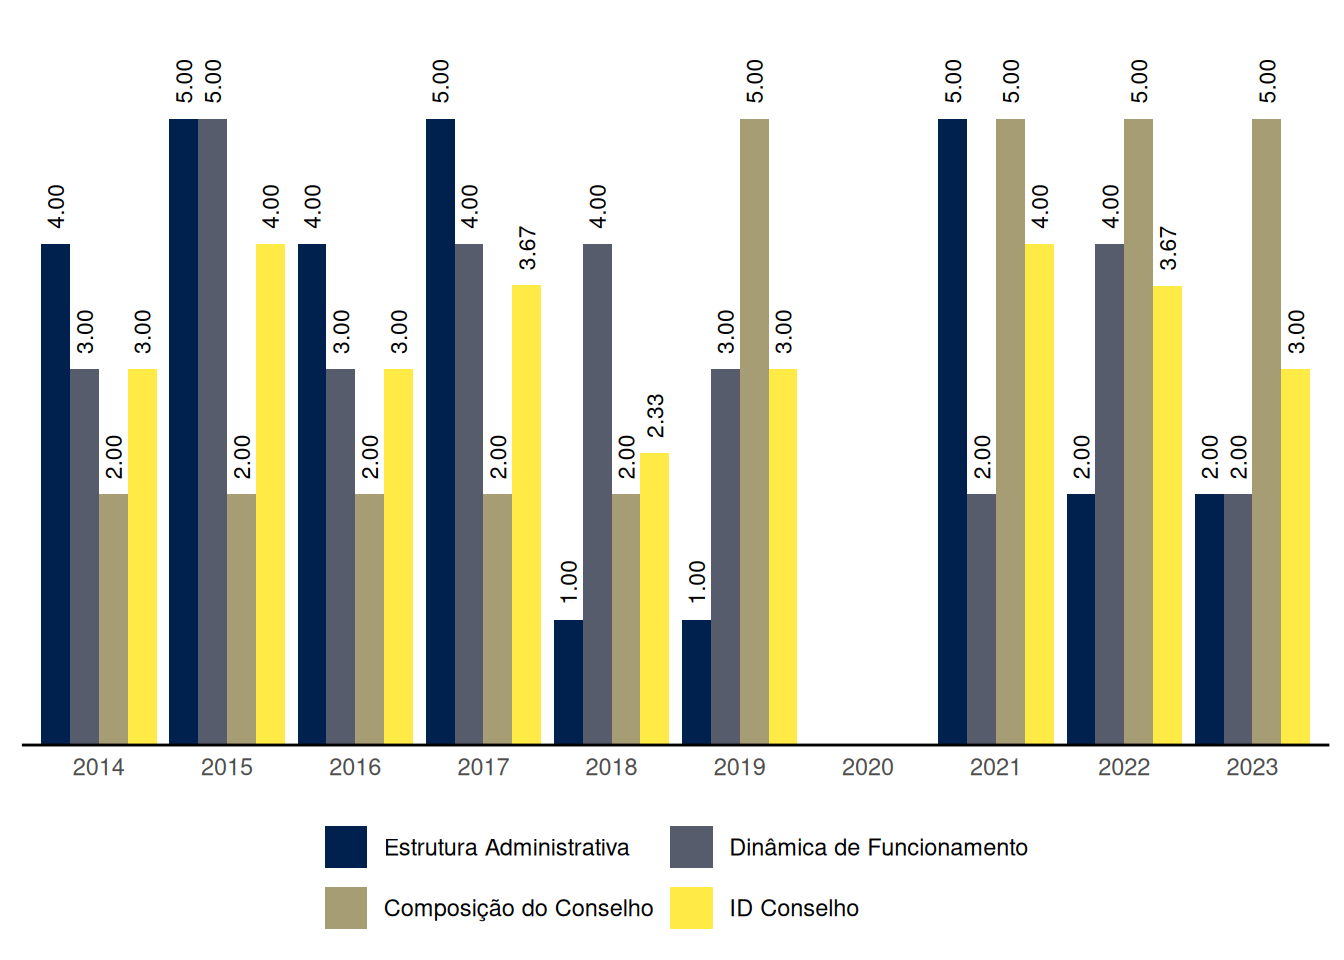 4.00 3.00 2.00 3.00 5.00 5.00 2.00 4.00 4.00 3.00 2.00 3.00 5.00 4.00 2.00 3.67 1.00 4.00 2.00 2.33 1.00 3.00 5.00 3.00 5.00 2.00 5.00 4.00 2.00 4.00 5.00 3.67 2.00 2.00 5.00 3.00
2014 2015 2016 2017 2018 2019 2020 2021 2022 2023
Estrutura Administrativa Dinâmica de Funcionamento
Composição do Conselho ID Conselho